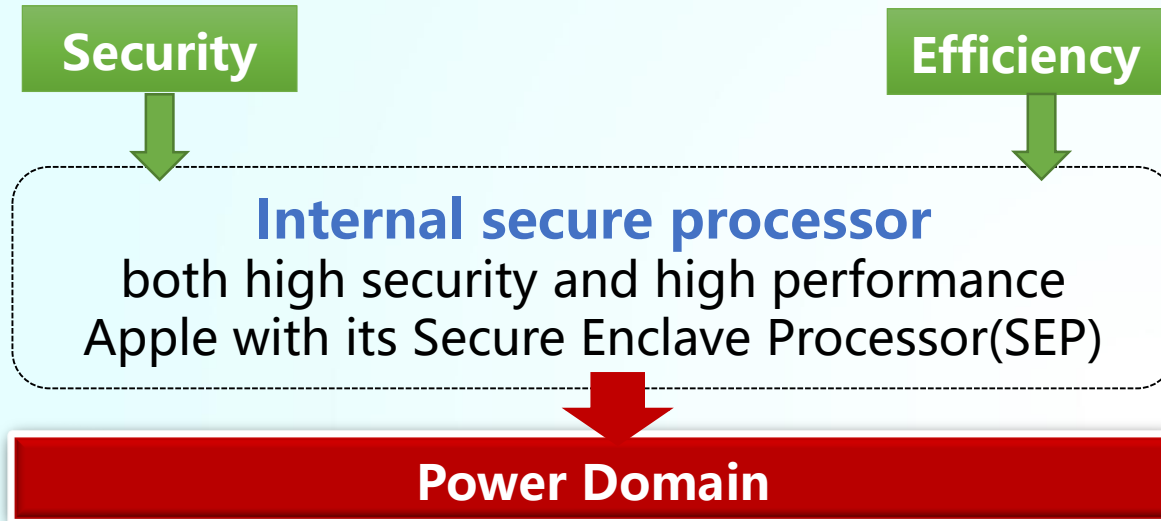 Security
Efficiency
Internal secure processor
both high security and high performance
Apple with its Secure Enclave Processor(SEP)
Power Domain